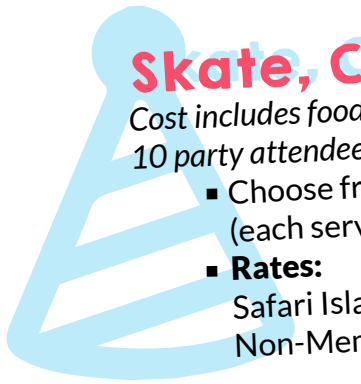 Skate, C
Cost includes food
10 party attendee
▪ Choose fr
(each serv
▪ Rates:
Safari Isla
Non-Mem